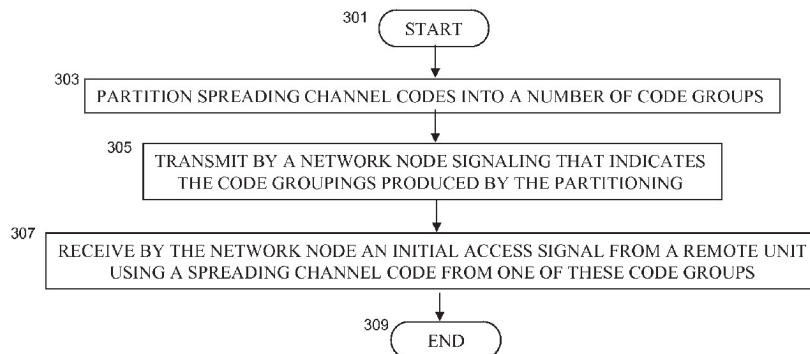 301
START
303
PARTITION SPREADING CHANNEL CODES INTO A NUMBER OF CODE GROUPS
305
TRANSMIT BY A NETWORK NODE SIGNALING THAT INDICATES
THE CODE GROUPINGS PRODUCED BY THE PARTITIONING
307
RECEIVE BY THE NETWORK NODE AN INITIAL ACCESS SIGNAL FROM A REMOTE UNIT
USING A SPREADING CHANNEL CODE FROM ONE OF THESE CODE GROUPS
309
END